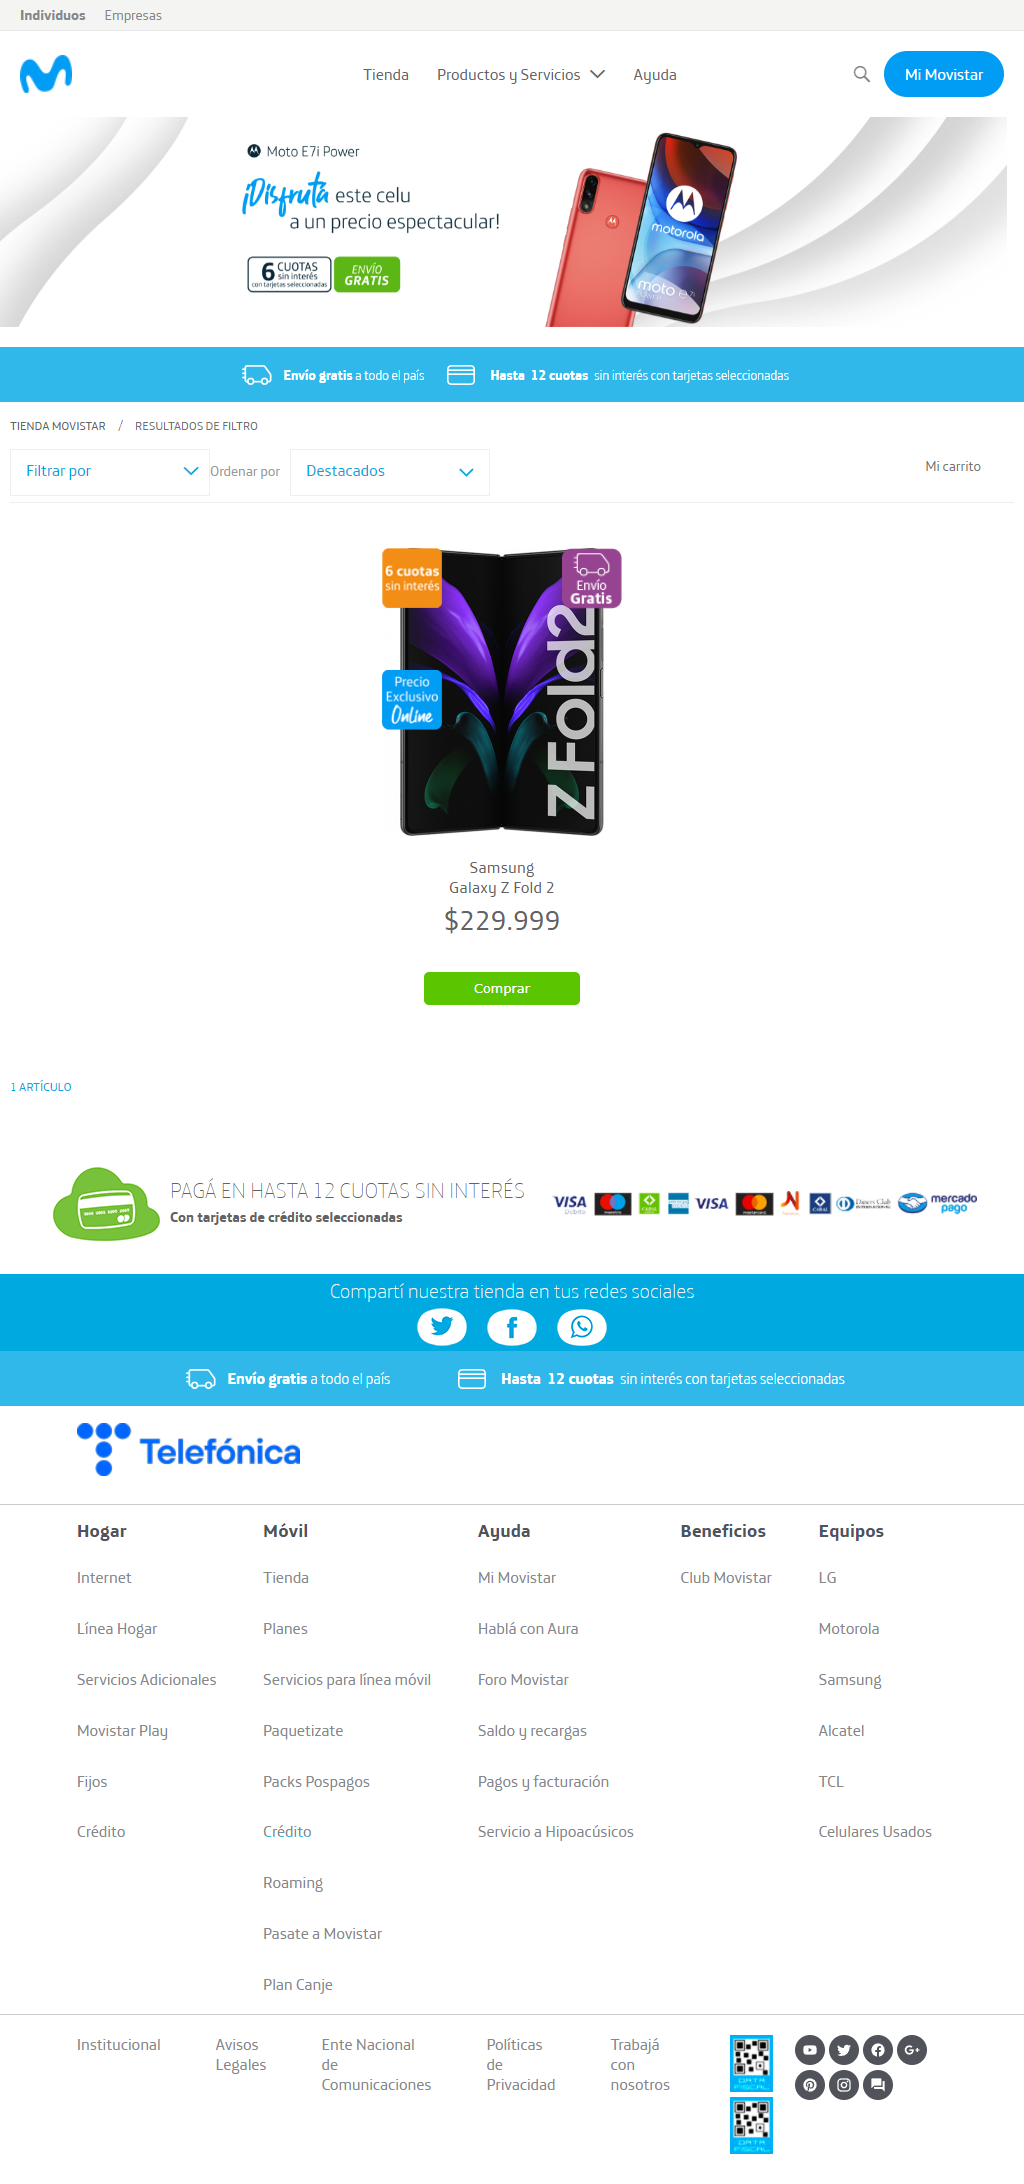 Individuos Empresas
Tienda Productos y Servicios Ayuda Mi Movistar
Moto E7i Power
¡Disfruta este celu
a un precio espectacular!
6 CUOTAS
sin interés
con tarjetas seleccionadas
ENVÍO
GRATIS
motorola
moto e7i
Envío gratis a todo el país Hasta 12 cuotas sin interés con tarjetas seleccionadas
TIENDA MOVISTAR / RESULTADOS DE FILTRO
Filtrar por Ordenar por Destacados Mi carrito
6 cuotas
sin interés
Envío
Gratis
Precio
Exclusivo
Online
Z Fold2
Samsung
Galaxy Z Fold 2
$229.999
Comprar
1 ARTÍCULO
PAGÁ EN HASTA 12 CUOTAS SIN INTERÉS
Con tarjetas de crédito seleccionadas
VISA
Débito
VISA
CABAL
Diners Club
INTERNATIONAL
mercado
pago
Compartí nuestra tienda en tus redes sociales
Envío gratis a todo el país Hasta 12 cuotas sin interés con tarjetas seleccionadas
Telefónica
Hogar
Internet
Línea Hogar
Servicios Adicionales
Movistar Play
Fijos
Crédito
Móvil
Tienda
Planes
Servicios para línea móvil
Paquetizate
Packs Pospagos
Crédito
Roaming
Pasate a Movistar
Plan Canje
Ayuda
Mi Movistar
Hablá con Aura
Foro Movistar
Saldo y recargas
Pagos y facturación
Servicio a Hipoacúsicos
Beneficios
Club Movistar
Equipos
LG
Motorola
Samsung
Alcatel
TCL
Celulares Usados
Institucional
Avisos
Legales
Ente Nacional
de
Comunicaciones
Políticas
de
Privacidad
Trabajá
con
nosotros
DATA
FISCAL
DATA
FISCAL
G+